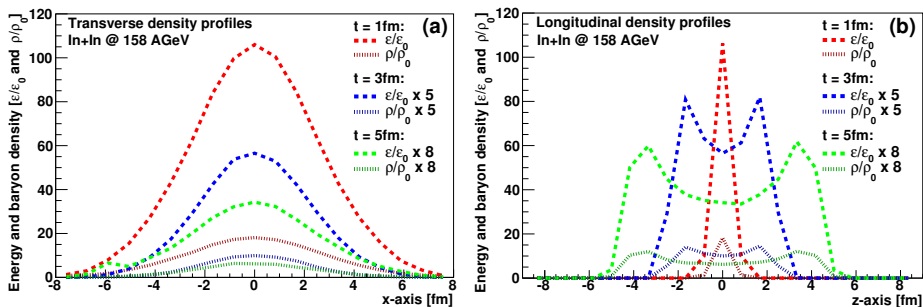 Transverse density profiles
In+In @ 158 AGeV
(a)
t = 1fm:
ε/ε₀
ρ/ρ₀
t = 3fm:
ε/ε₀ x 5
ρ/ρ₀ x 5
t = 5fm:
ε/ε₀ x 8
ρ/ρ₀ x 8
Energy and baryon density [ε/ε₀ and ρ/ρ₀]
120
100
80
60
40
20
0
-8 -6 -4 -2 0 2 4 6 8
x-axis [fm]
Longitudinal density profiles
In+In @ 158 AGeV
(b)
t = 1fm:
ε/ε₀
ρ/ρ₀
t = 3fm:
ε/ε₀ x 5
ρ/ρ₀ x 5
t = 5fm:
ε/ε₀ x 8
ρ/ρ₀ x 8
Energy and baryon density [ε/ε₀ and ρ/ρ₀]
120
100
80
60
40
20
0
-8 -6 -4 -2 0 2 4 6 8
z-axis [fm]